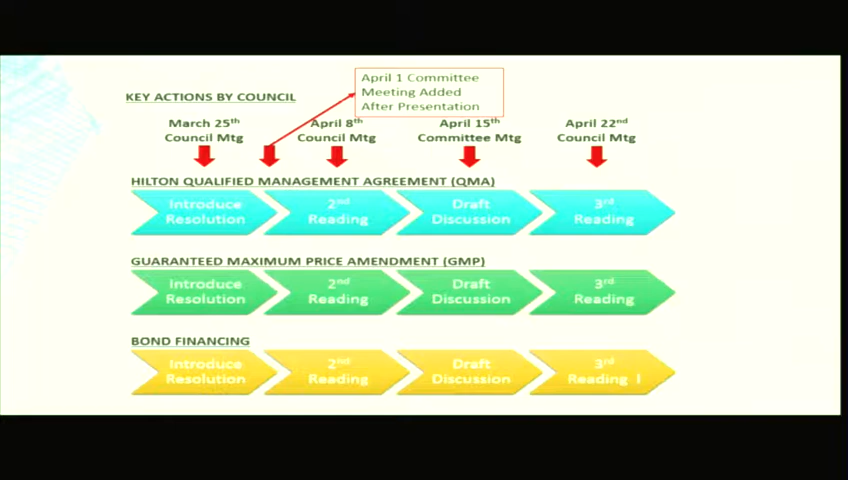 April 1 Committee
Meeting Added
After Presentation
KEY ACTIONS BY COUNCIL
March 25th
Council Mtg
April 8th
Council Mtg
April 15th
Committee Mtg
April 22nd
Council Mtg
HILTON QUALIFIED MANAGEMENT AGREEMENT (QMA)
Introduce
Resolution
2nd
Reading
Draft
Discussion
3rd
Reading
GUARANTEED MAXIMUM PRICE AMENDMENT (GMP)
Introduce
Resolution
2nd
Reading
Draft
Discussion
3rd
Reading
BOND FINANCING
Introduce
Resolution
2nd
Reading
Draft
Discussion
3rd
Reading I